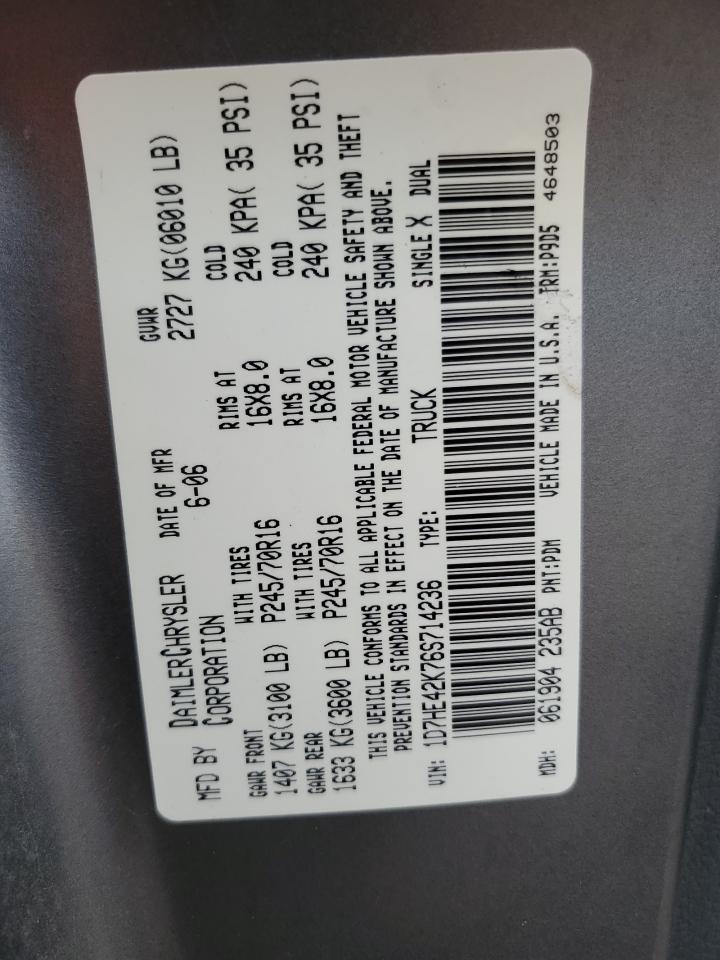 MFD BY DAIMLERCHRYSLER CORPORATION DATE OF MFR 6-06 GVWR 2727 KG(06010 LB)
GAWR FRONT WITH TIRES RIMS AT COLD
1407 KG(3100 LB) P245/70R16 16X8.0 240 KPA( 35 PSI)
GAWR REAR WITH TIRES RIMS AT COLD
1633 KG(3600 LB) P245/70R16 16X8.0 240 KPA( 35 PSI)
THIS VEHICLE CONFORMS TO ALL APPLICABLE FEDERAL MOTOR VEHICLE SAFETY AND THEFT
PREVENTION STANDARDS IN EFFECT ON THE DATE OF MANUFACTURE SHOWN ABOVE.
VIN: 1D7HE42K76S714236 TYPE: TRUCK SINGLE X DUAL
MDH: 061904 235AB PNT:PDM VEHICLE MADE IN U.S.A. TRM:P9D5 4648503